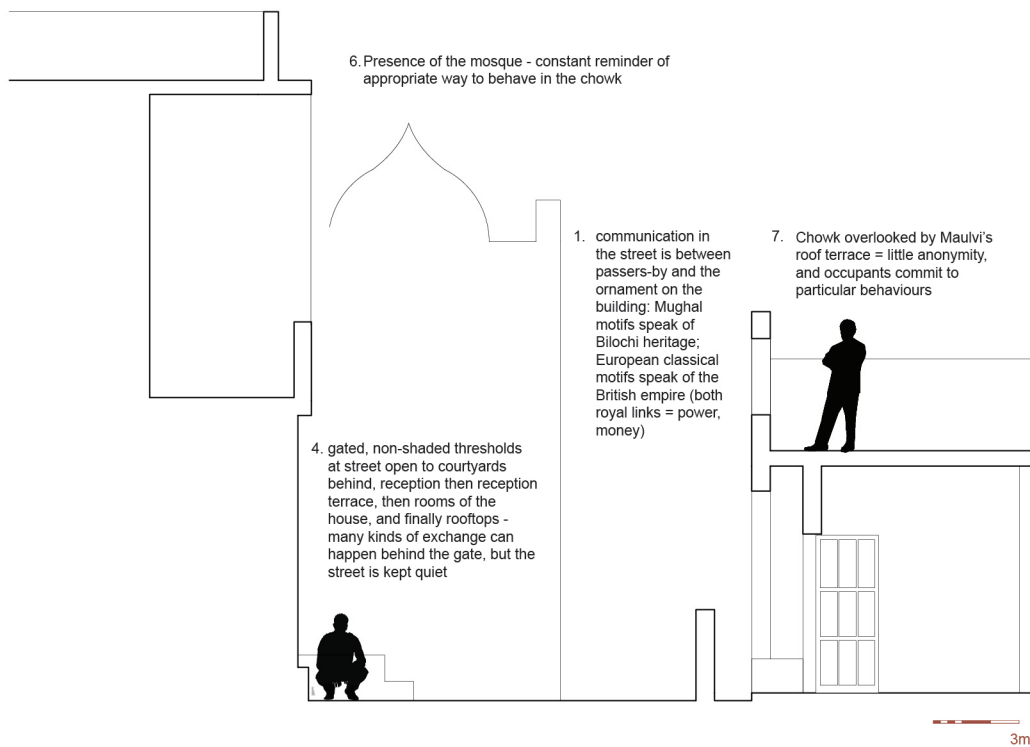 6. Presence of the mosque - constant reminder of
appropriate way to behave in the chowk
1. communication in
the street is between
passers-by and the
ornament on the
building: Mughal
motifs speak of
Bilochi heritage;
European classical
motifs speak of the
British empire (both
royal links = power,
money)
7. Chowk overlooked by Maulvi's
roof terrace = little anonymity,
and occupants commit to
particular behaviours
4. gated, non-shaded thresholds
at street open to courtyards
behind, reception then reception
terrace, then rooms of the
house, and finally rooftops -
many kinds of exchange can
happen behind the gate, but the
street is kept quiet
3m